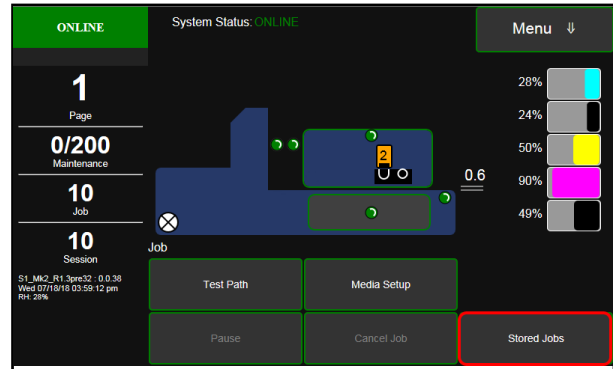 ONLINE
System Status: ONLINE
Menu ⇓
1
Page
0/200
Maintenance
10
Job
10
Session
S1_Mk2_R1.3pre32 : 0.0.38
Wed 07/18/18 03:59:12 pm
RH: 28%
2
0.6
28%
24%
50%
90%
49%
Job
Test Path
Media Setup
Pause
Cancel Job
Stored Jobs